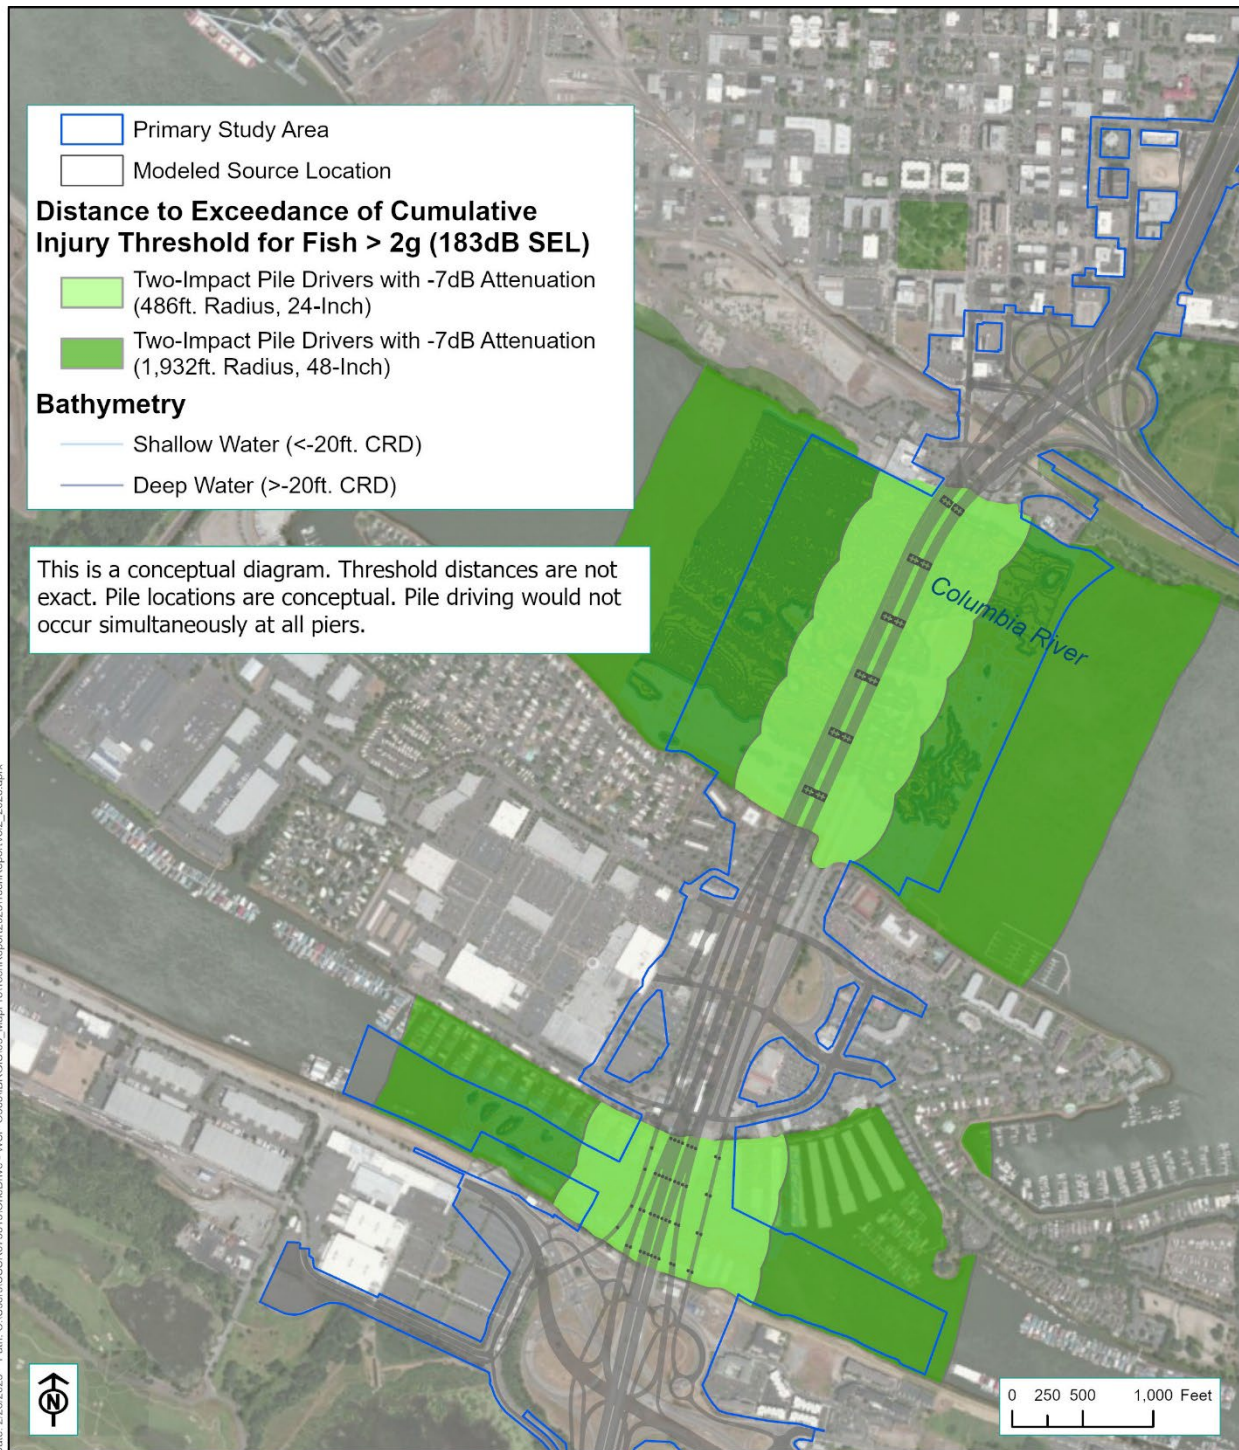 Primary Study Area
Modeled Source Location
Distance to Exceedance of Cumulative
Injury Threshold for Fish > 2g (183dB SEL)
Two-Impact Pile Drivers with -7dB Attenuation
(486ft. Radius, 24-Inch)
Two-Impact Pile Drivers with -7dB Attenuation
(1,932ft. Radius, 48-Inch)
Bathymetry
Shallow Water (<-20ft. CRD)
Deep Water (>-20ft. CRD)
This is a conceptual diagram. Threshold distances are not
exact. Pile locations are conceptual. Pile driving would not
occur simultaneously at all piers.
Columbia River
N
0 250 500 1,000 Feet